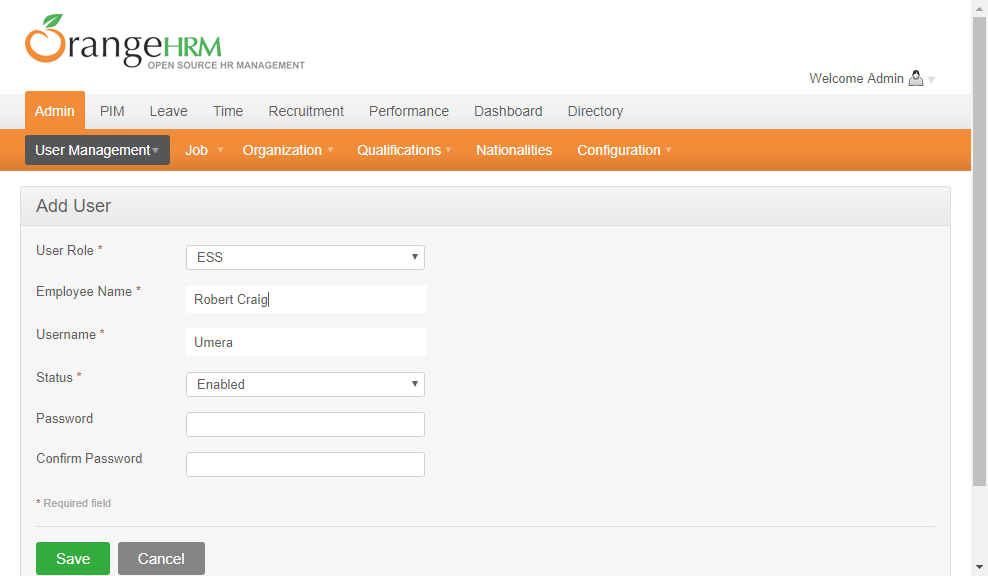 OrangeHRM
OPEN SOURCE HR MANAGEMENT
Welcome Admin
Admin PIM Leave Time Recruitment Performance Dashboard Directory
User Management Job Organization Qualifications Nationalities Configuration
Add User
User Role * ESS
Employee Name * Robert Craig
Username * Umera
Status * Enabled
Password
Confirm Password
* Required field
Save Cancel